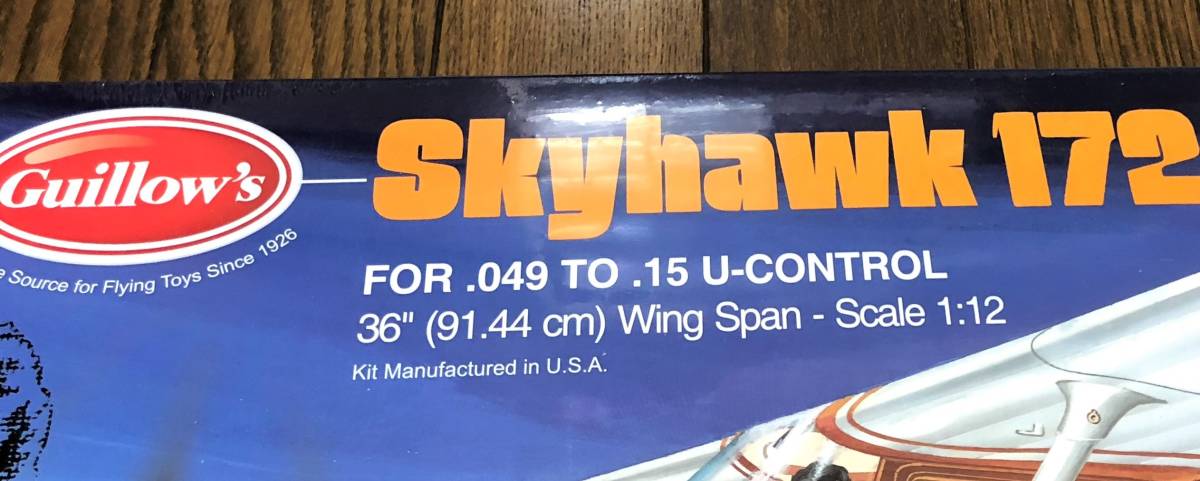 Guillow's
Skyhawk 172
Source for Flying Toys Since 1926
FOR .049 TO .15 U-CONTROL
36" (91.44 cm) Wing Span - Scale 1:12
Kit Manufactured in U.S.A.